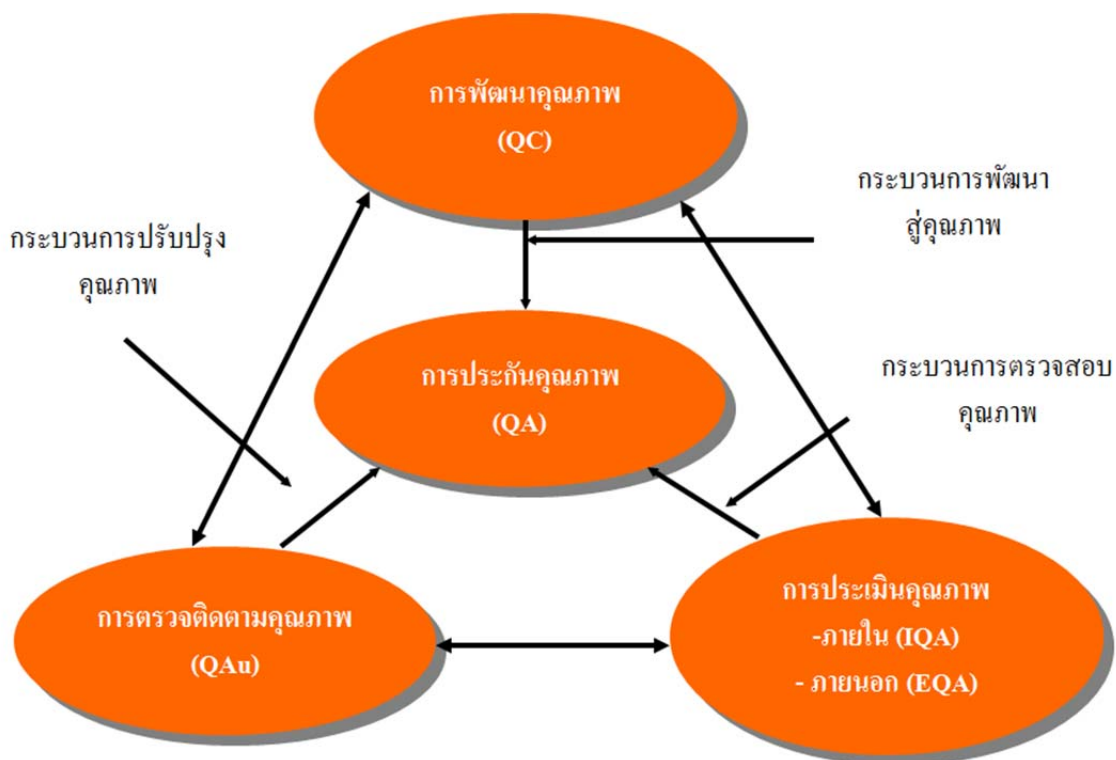 การพัฒนาคุณภาพ
(QC)
กระบวนการพัฒนา
สู่คุณภาพ
กระบวนการปรับปรุง
คุณภาพ
การประกันคุณภาพ
(QA)
กระบวนการตรวจสอบ
คุณภาพ
การตรวจติดตามคุณภาพ
(QAu)
การประเมินคุณภาพ
-ภายใน (IQA)
- ภายนอก (EQA)